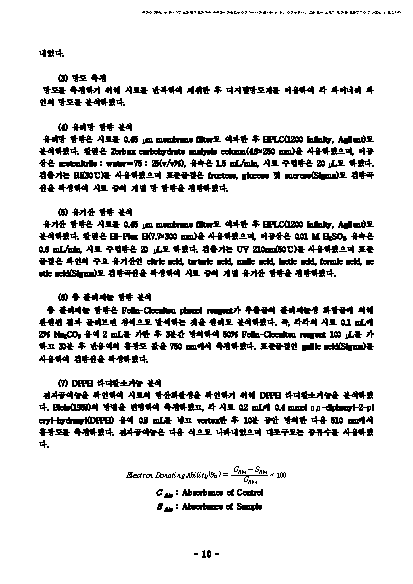 내었다.
(3) 당도 측정
당도를 측정하기 위해 시료를 반복하여 채취한 후 디지털당도계를 이용하여 각 파이너리 와
인의 당도를 분석하였다.
(4) 유리당 함량 분석
유리당 함량은 시료를 0.45 μm membrane filter로 여과한 후 HPLC(1200 Infinity, Agilent)로
분석하였다. 컬럼은 Zorbax carbohydrate analysis column(4.6×250 mm)을 사용하였으며, 이동
상은 acetonitrile : water=75 : 25(v/v%), 유속은 1.5 mL/min, 시료 주입량은 20 μL로 하였다.
검출기는 RI(30℃)를 사용하였고 표준물질은 fructose, glucose 및 sucrose(Sigma)로 검량곡
선을 작성하여 시료 중의 개별 당 함량을 정량하였다.
(5) 유기산 함량 분석
유기산 함량은 시료를 0.45 μm membrane filter로 여과한 후 HPLC(1200 Infinity, Agilent)로
분석하였다. 컬럼은 Hi-Plex H(7.7×300 mm)을 사용하였으며, 이동상은 0.01 M H₂SO₄, 유속은
0.6 mL/min, 시료 주입량은 20 μL로 하였다. 검출기는 UV 210nm(50℃)를 사용하였으며 표준
물질은 와인의 주요 유기산인 citric acid, tartaric acid, malic acid, lactic acid, formic acid, ac
etic acid(Sigma)로 검량곡선을 작성하여 시료 중의 개별 유기산 함량을 정량하였다.
(6) 총 폴리페놀 함량 분석
총 폴리페놀 함량은 Folin-Ciocalteu phenol reagent가 추출물의 폴리페놀성 화합물에 의해
환원된 결과 몰리브덴 청색으로 발색하는 것을 원리로 분석하였다. 즉, 각각의 시료 0.1 mL에
2% Na₂CO₃ 용액 2 mL를 가한 후 3분간 방치하여 50% Folin-Ciocalteu reagent 100 μL를 가
하고 30분 후 반응액의 흡광도 값을 750 nm에서 측정하였다. 표준물질인 gallic acid(Sigma)를
사용하여 검량선을 작성하였다.
(7) DPPH 라디칼소거능 분석
전자공여능을 확인하여 시료의 항산화활성을 확인하기 위해 DPPH 라디칼소거능을 분석하였
다. Blois(1958)의 방법을 변형하여 측정하였고, 각 시료 0.2 mL에 0.4 mmol α,α-diphenyl-2-pi
cryl-hydrazyl(DPPH) 용액 0.8 mL를 넣고 vortex한 후 10분 동안 방치한 다음 510 nm에서
흡광도를 측정하였다. 전자공여능은 다음 식으로 나타내었으며 대조구로는 증류수를 사용하였
다.
Electron Donating Ability(%) = (C Abs − S Abs) / C Abs × 100
C Abs : Absorbance of Control
S Abs : Absorbance of Sample
- 10 -